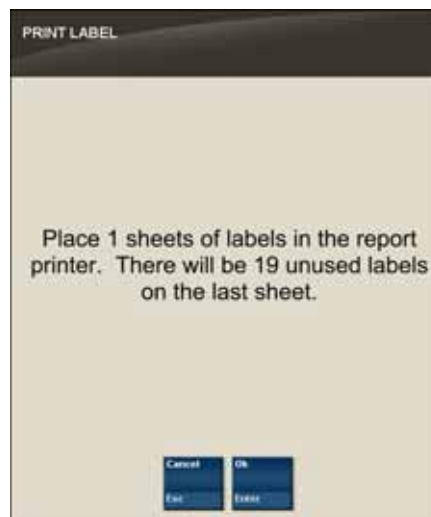 PRINT LABEL
Place 1 sheets of labels in the report
printer. There will be 19 unused labels
on the last sheet.
Cancel Ok
Esc Enter